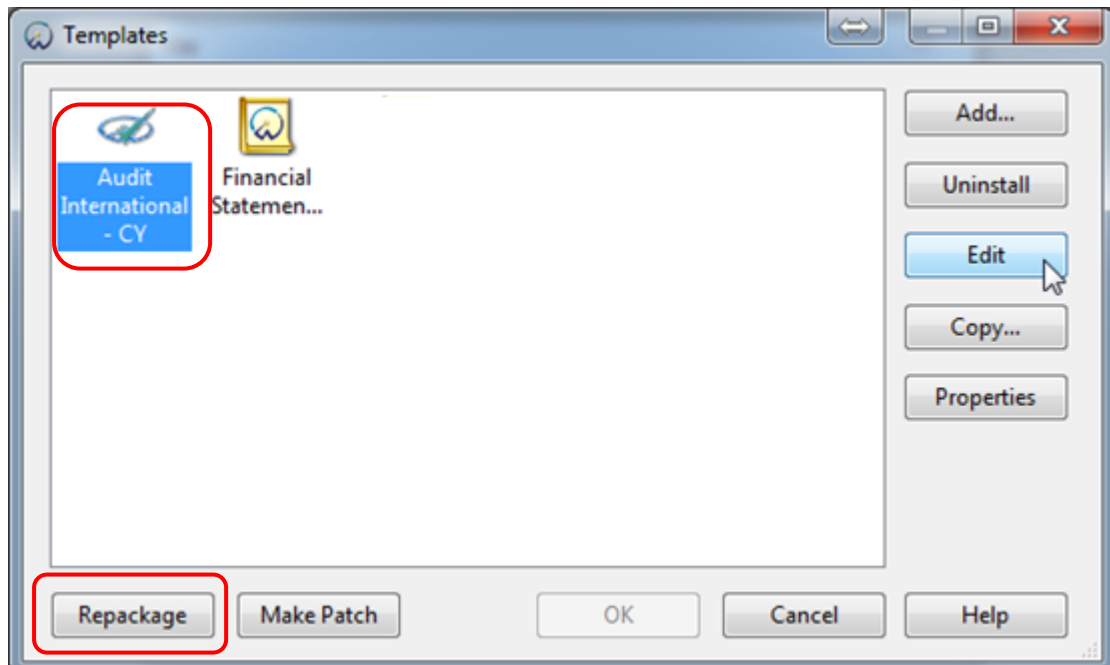 Templates
Add...
Audit
International
- CY
Financial
Statemen...
Uninstall
Edit
Copy...
Properties
Repackage
Make Patch
OK
Cancel
Help